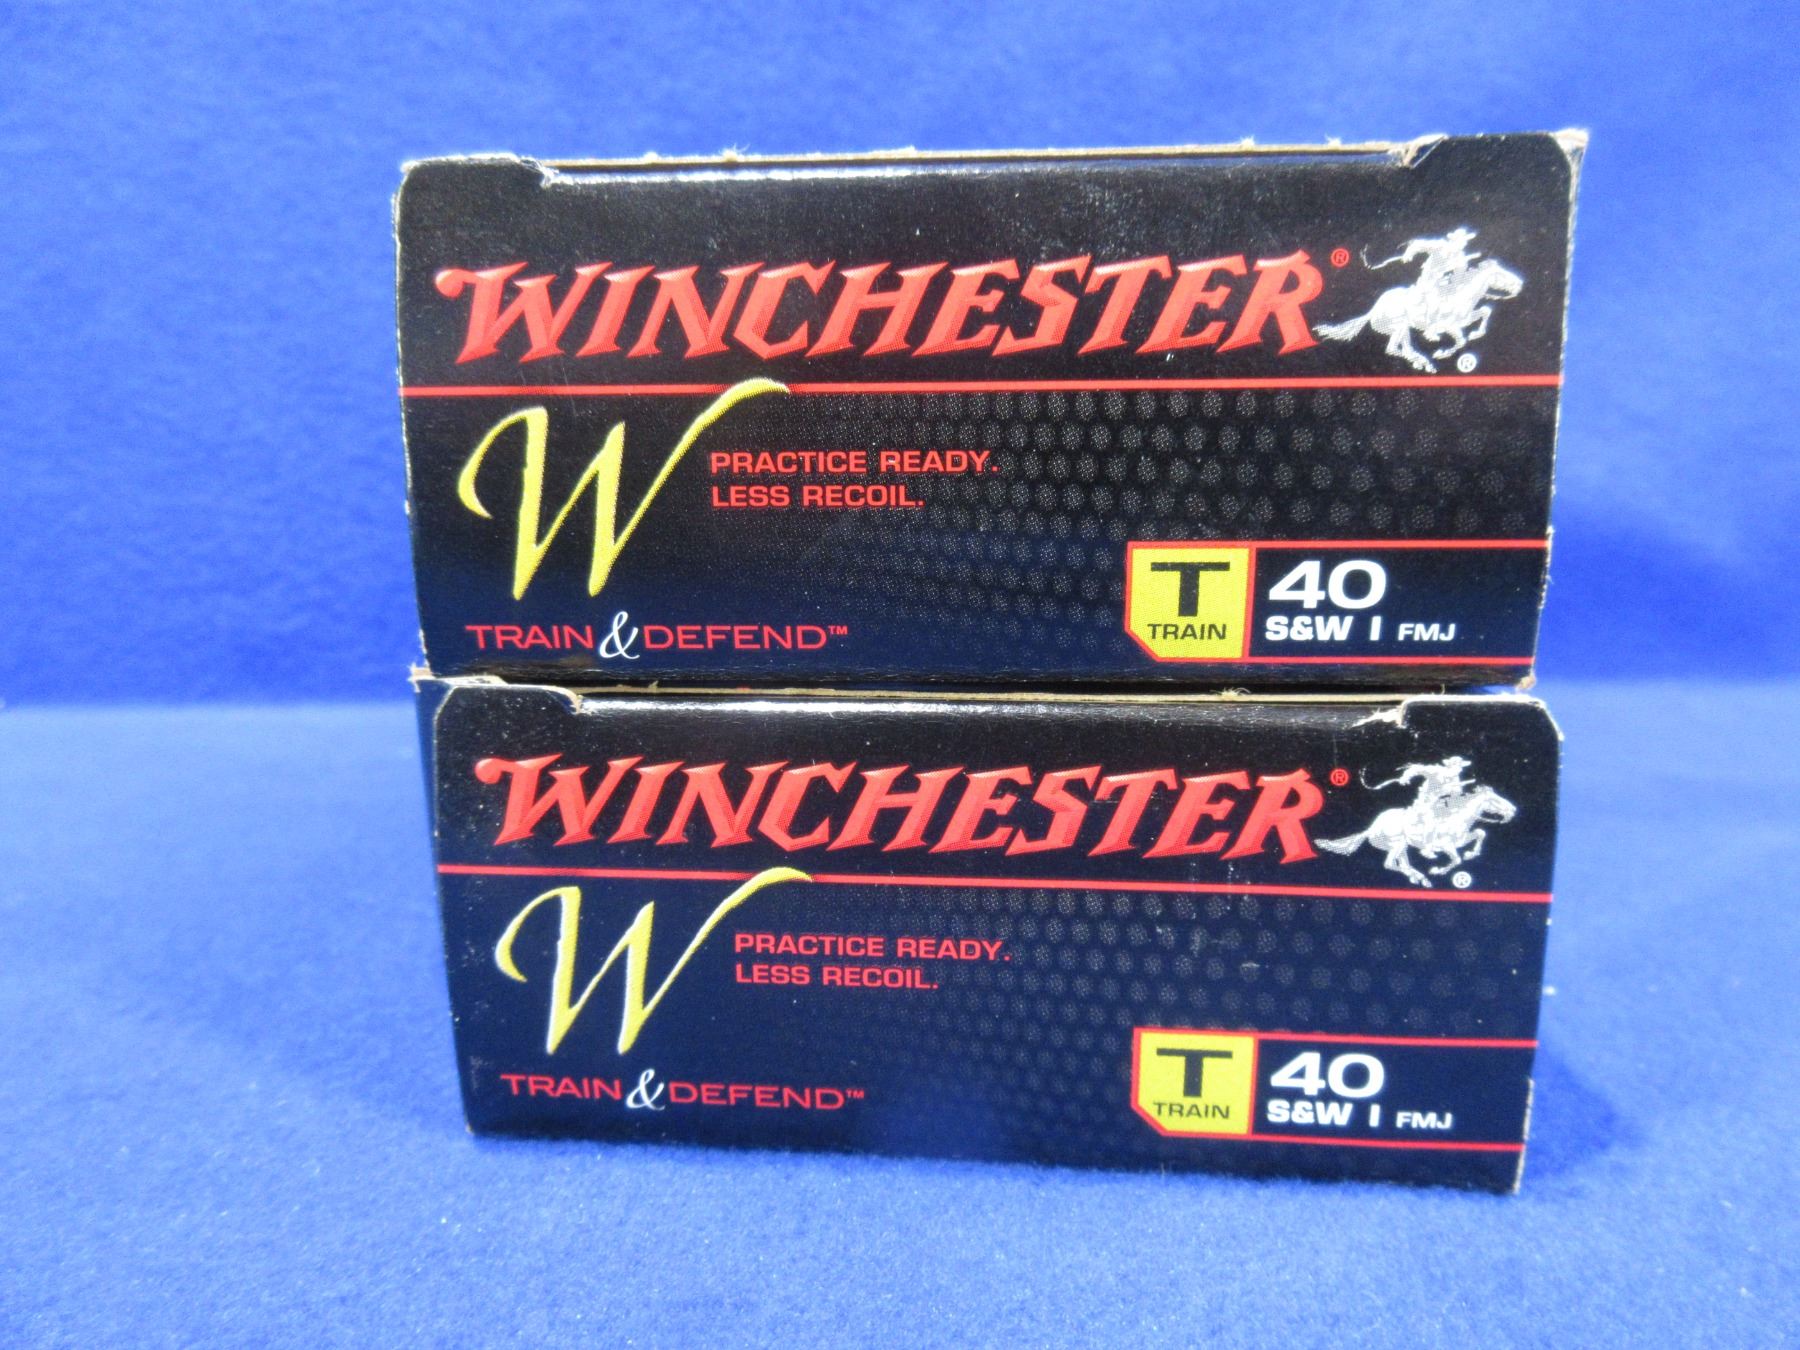 WINCHESTER®
®
W
PRACTICE READY.
LESS RECOIL.
TRAIN & DEFEND™
T
TRAIN
40
S&W | FMJ
WINCHESTER®
®
W
PRACTICE READY.
LESS RECOIL.
TRAIN & DEFEND™
T
TRAIN
40
S&W | FMJ